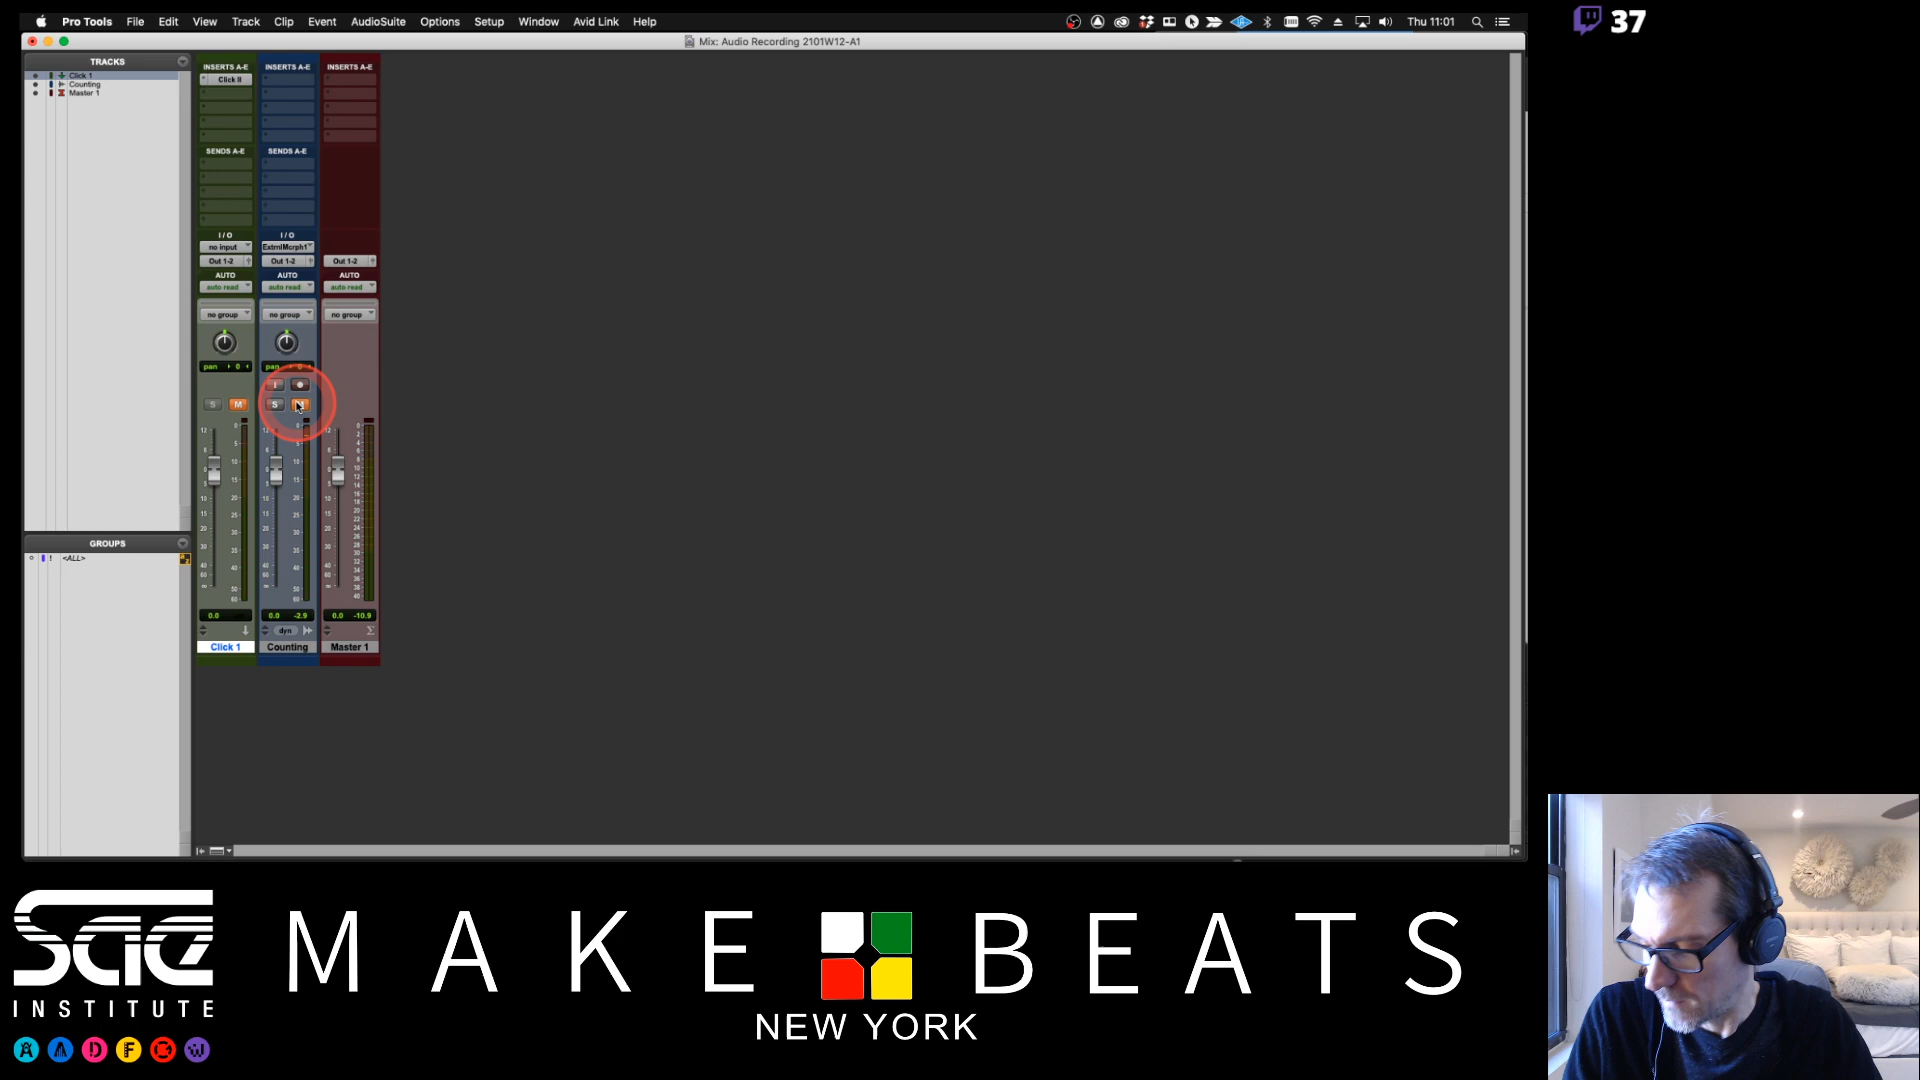 Pro Tools File Edit View Track Clip Event AudioSuite Options Setup Window Avid Link Help Thu 11:01
37
Mix: Audio Recording 2101W12-A1
TRACKS
Click 1
Counting
Master 1
GROUPS
! <ALL>
INSERTS A-E INSERTS A-E INSERTS A-E
Click II
SENDS A-E SENDS A-E
I / O I / O
no input ExtrnlMcrph1
Out 1-2 Out 1-2 Out 1-2
AUTO AUTO AUTO
auto read auto read auto read
no group no group no group
pan 0 pan 0
I
S M S M
0.0 0.0 -2.9 0.0 -10.9
dyn
Click 1 Counting Master 1
SAE
INSTITUTE
MAKE BEATS
NEW YORK